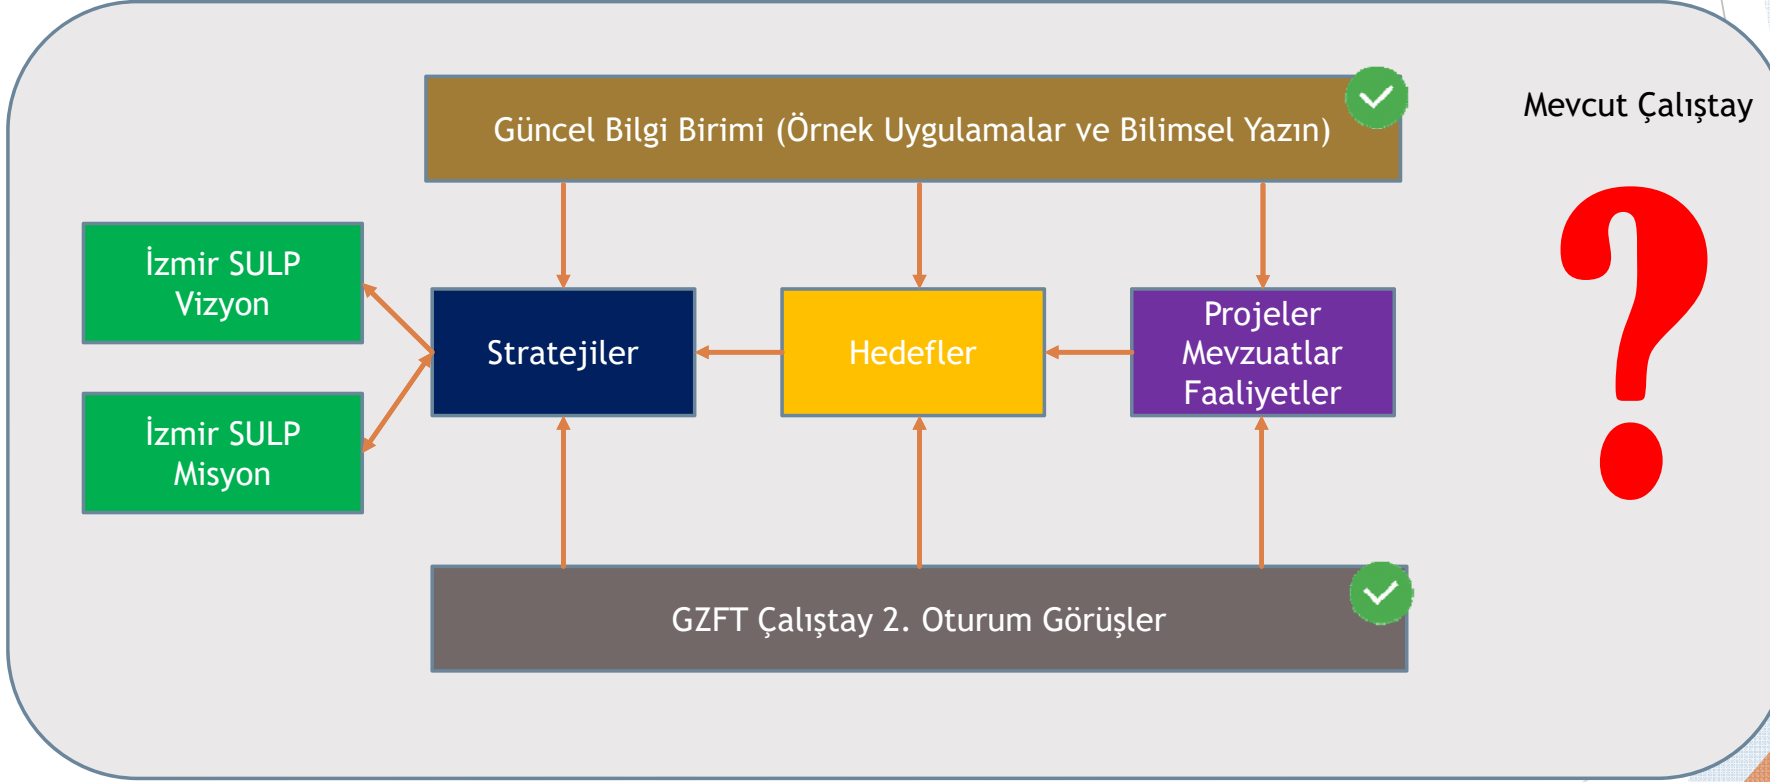 Mevcut Çalıştay
Güncel Bilgi Birimi (Örnek Uygulamalar ve Bilimsel Yazın)
İzmir SULP
Vizyon
Stratejiler
Hedefler
Projeler
Mevzuatlar
Faaliyetler
İzmir SULP
Misyon
GZFT Çalıştay 2. Oturum Görüşler
?